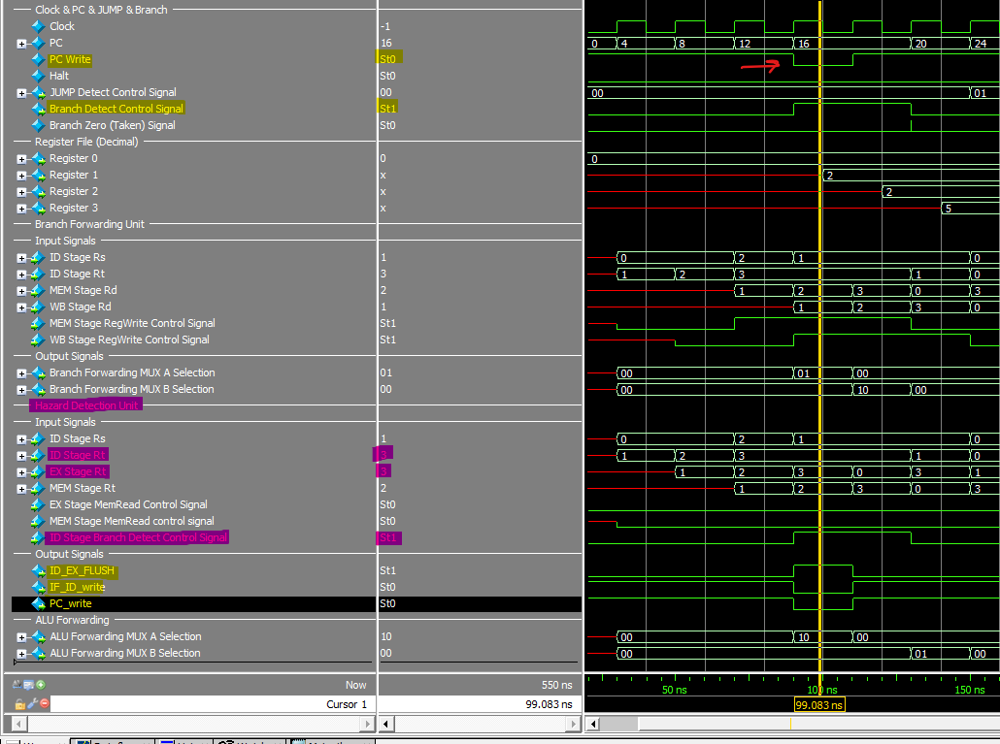 Clock & PC & JUMP & Branch
Clock -1
PC 16 0 4 8 12 16 20 24
PC Write St0
Halt St0
JUMP Detect Control Signal 00 00 01
Branch Detect Control Signal St1
Branch Zero (Taken) Signal St0
Register File (Decimal)
Register 0 0 0
Register 1 x 2
Register 2 x 2
Register 3 x 5
Branch Forwarding Unit
Input Signals
ID Stage Rs 1 0 2 1 0
ID Stage Rt 3 1 2 3 1 0
MEM Stage Rd 2 1 2 3 0 3
WB Stage Rd 1 1 2 3 0
MEM Stage RegWrite Control Signal St1
WB Stage RegWrite Control Signal St1
Output Signals
Branch Forwarding MUX A Selection 01 00 01 00
Branch Forwarding MUX B Selection 00 00 10 00
Hazard Detection Unit
Input Signals
ID Stage Rs 1 0 2 1 0
ID Stage Rt 3 1 2 3 1 0
EX Stage Rt 3 1 2 3 0 3 1
MEM Stage Rt 2 1 2 3 0 3
EX Stage MemRead Control Signal St0
MEM Stage MemRead control signal St0
ID Stage Branch Detect Control Signal St1
Output Signals
ID_EX_FLUSH St1
IF_ID_write St0
PC_write St0
ALU Forwarding
ALU Forwarding MUX A Selection 10 00 10 00
ALU Forwarding MUX B Selection 00 00 01 00
Now 550 ns 50 ns 100 ns 150 ns
Cursor 1 99.083 ns 99.083 ns